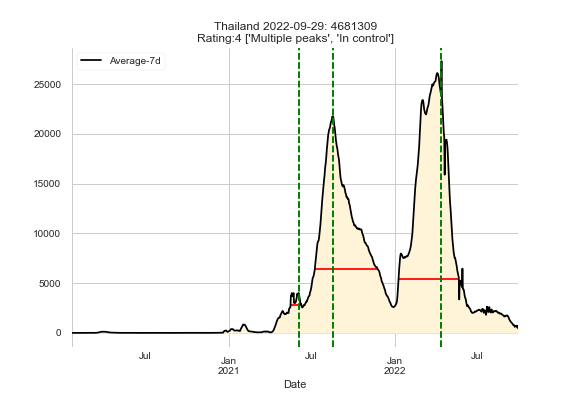 Thailand 2022-09-29: 4681309
Rating:4 ['Multiple peaks', 'In control']
Average-7d
25000
20000
15000
10000
5000
0
Jul
Jan
2021
Jul
Jan
2022
Jul
Date